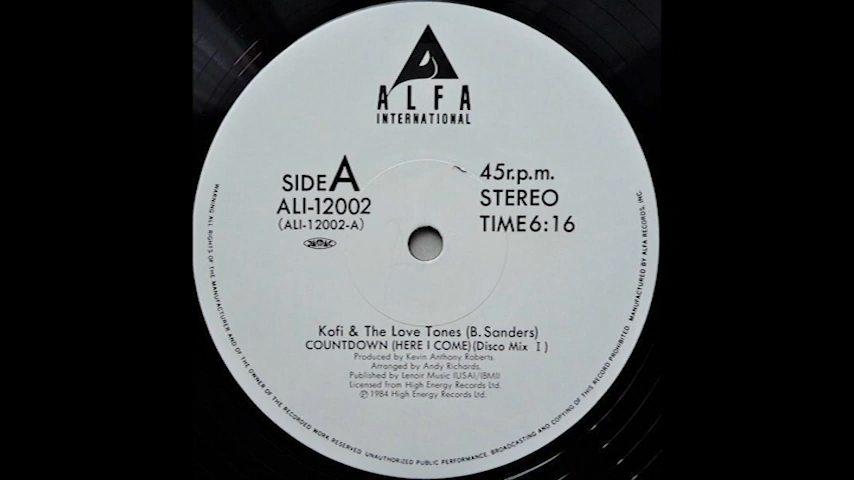 ALFA
INTERNATIONAL
SIDE A
ALI-12002
(ALI-12002-A)
45r.p.m.
STEREO
TIME 6:16
Kofi & The Love Tones (B. Sanders)
COUNTDOWN (HERE I COME) (Disco Mix I)
Produced by Kevin Anthony Roberts.
Arranged by Andy Richards.
Published by Lenoir Music (USA)/(BMI)
Licensed from High Energy Records Ltd.
Ⓟ 1984 High Energy Records Ltd.
WARNING ALL RIGHTS OF THE MANUFACTURER AND OF THE OWNER OF THE RECORDED WORK RESERVED. UNAUTHORIZED PUBLIC PERFORMANCE, BROADCASTING AND COPYING OF THIS RECORD PROHIBITED. MANUFACTURED BY ALFA RECORDS, INC.